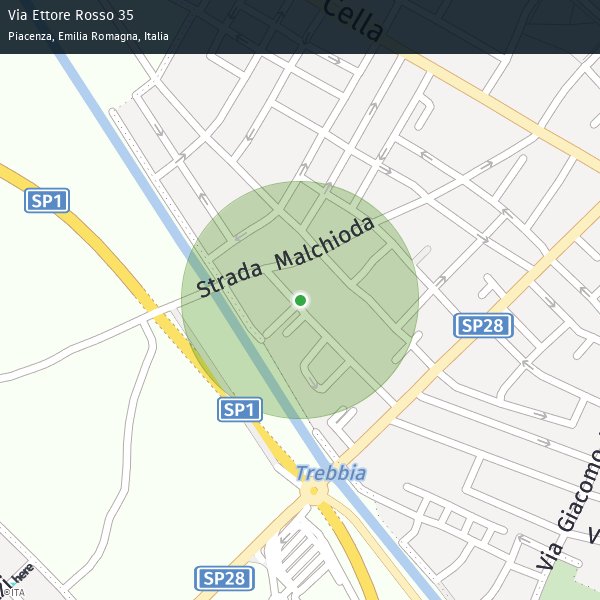 Via Ettore Rosso 35
Piacenza, Emilia Romagna, Italia
Cella
SP1
Strada Malchioda
SP28
SP1
Trebbia
Via Giacomo
SP28
here
©ITA